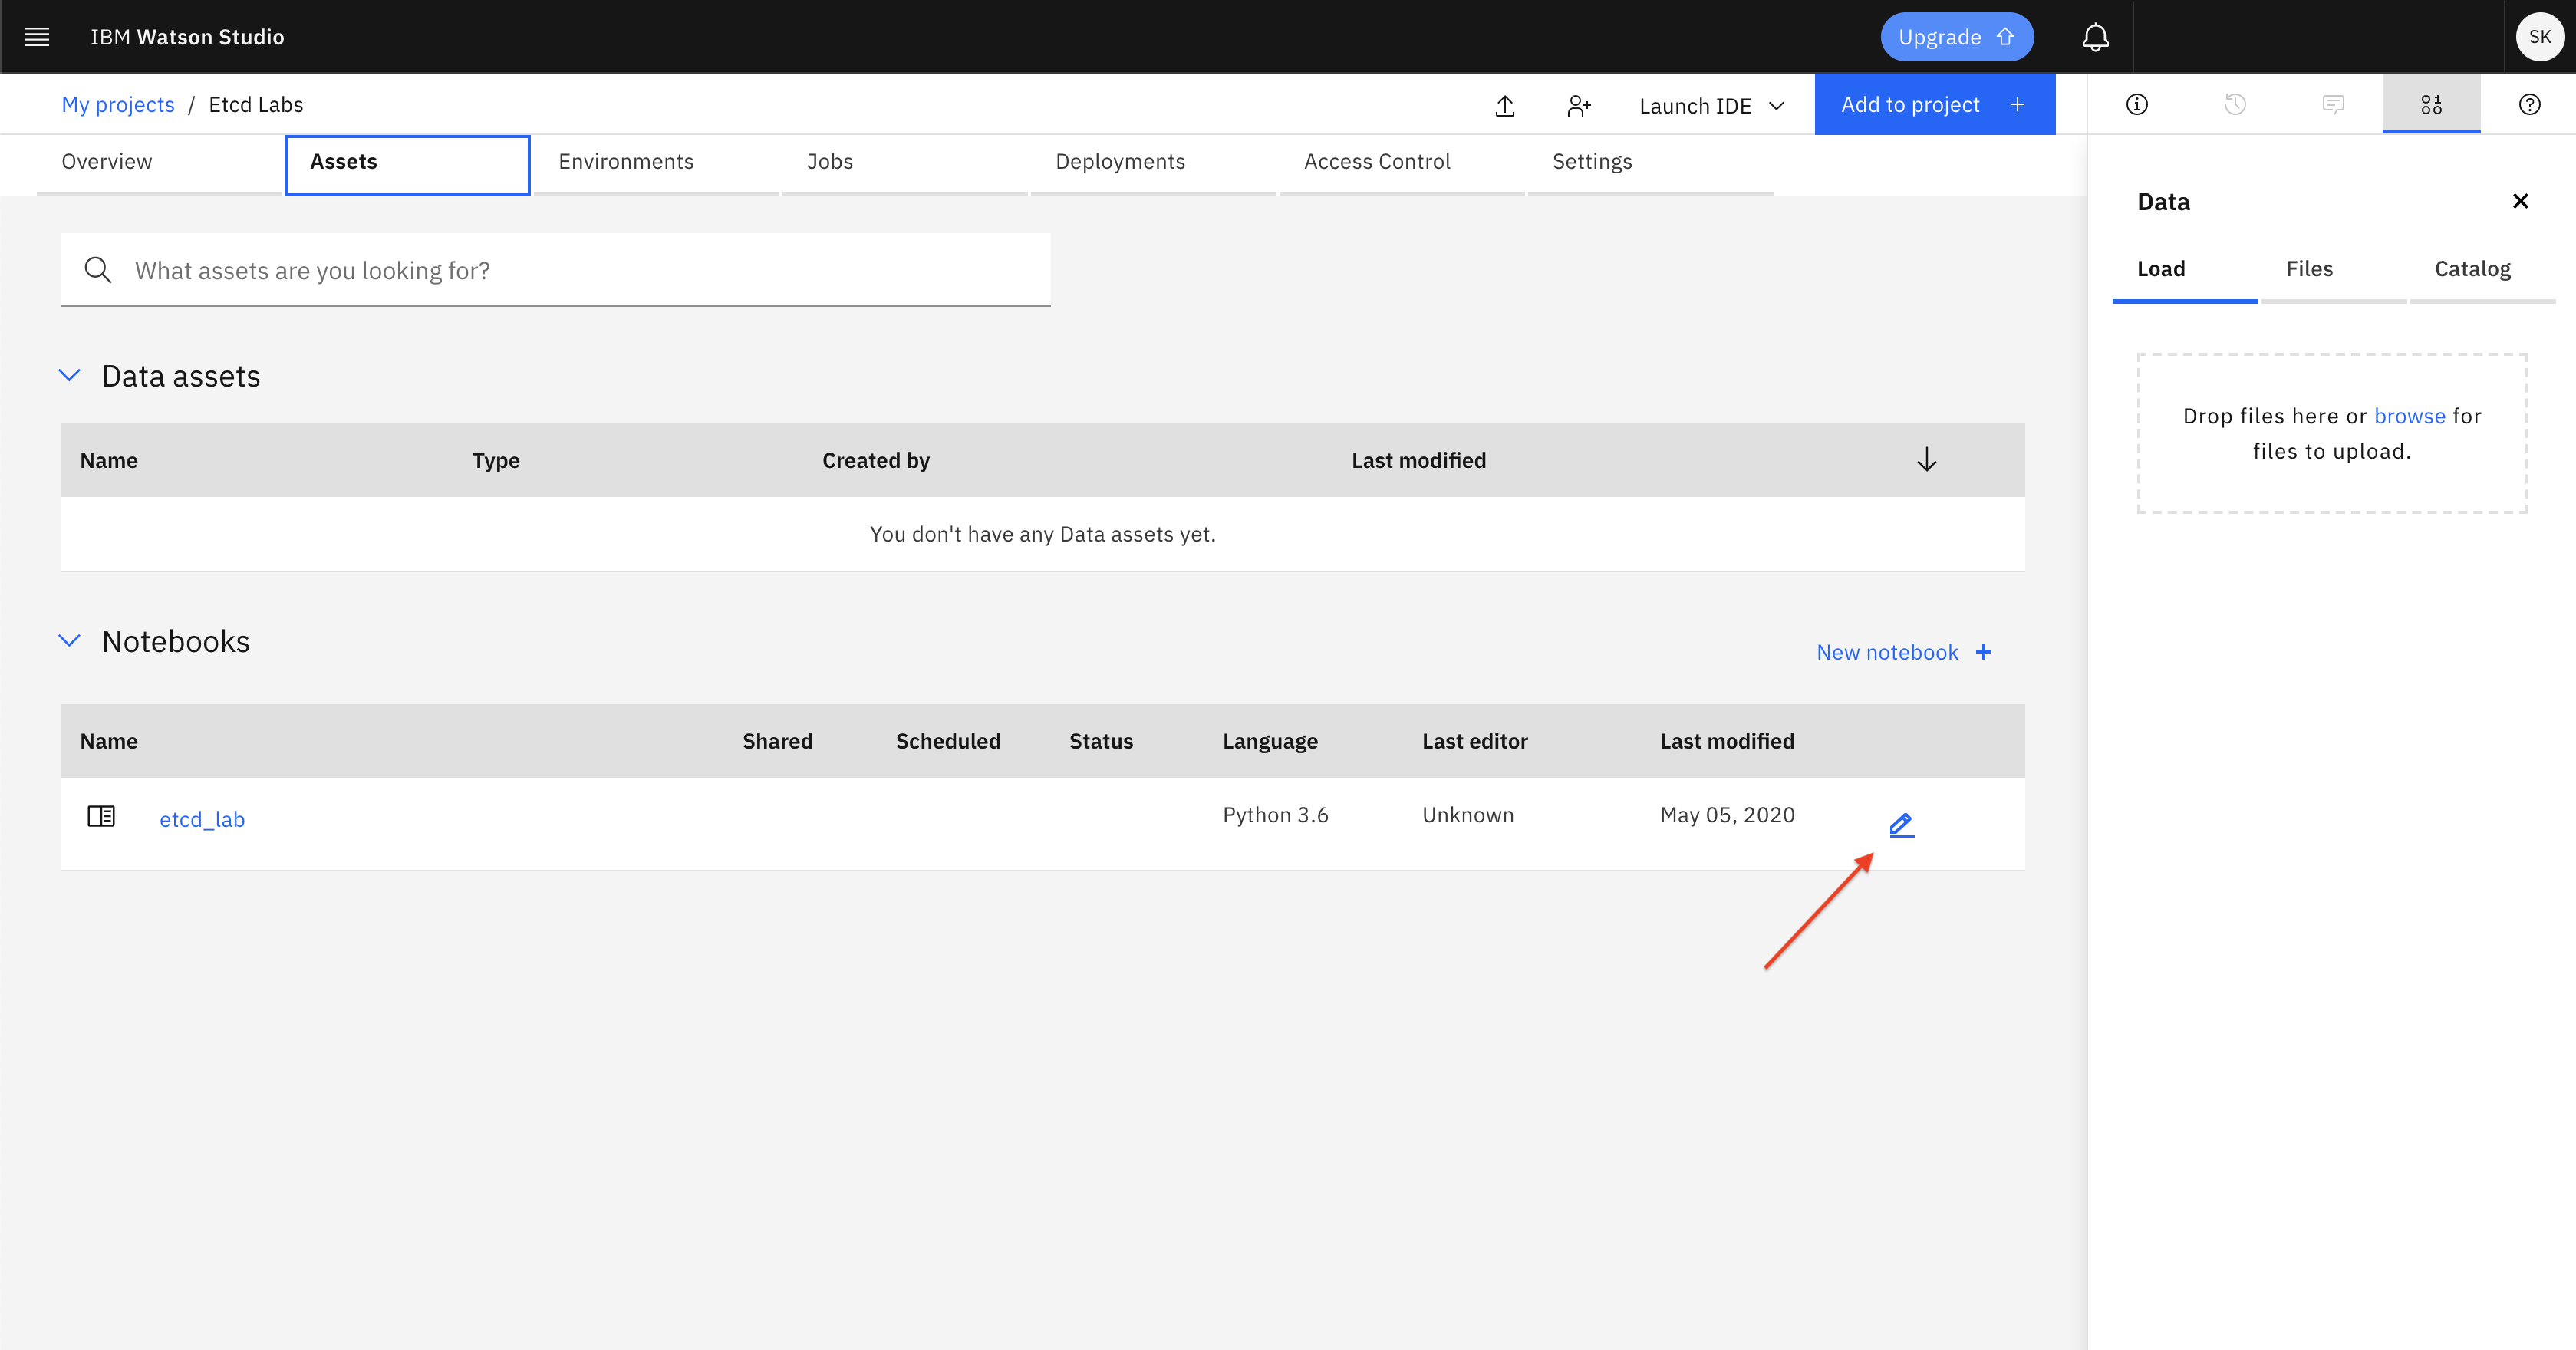 IBM Watson Studio
Upgrade
SK
My projects / Etcd Labs
Launch IDE
Add to project +
Overview
Assets
Environments
Jobs
Deployments
Access Control
Settings
What assets are you looking for?
Data assets
Name Type Created by Last modified
You don't have any Data assets yet.
Notebooks
New notebook +
Name Shared Scheduled Status Language Last editor Last modified
etcd_lab Python 3.6 Unknown May 05, 2020
Data
Load Files Catalog
Drop files here or browse for
files to upload.